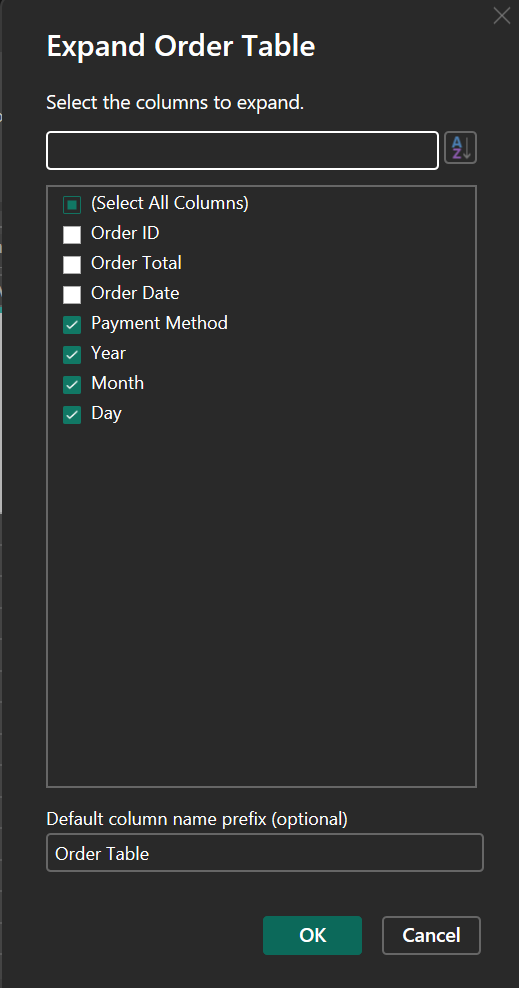 Expand Order Table
Select the columns to expand.
A
Z
(Select All Columns)
Order ID
Order Total
Order Date
Payment Method
Year
Month
Day
Default column name prefix (optional)
Order Table
OK Cancel